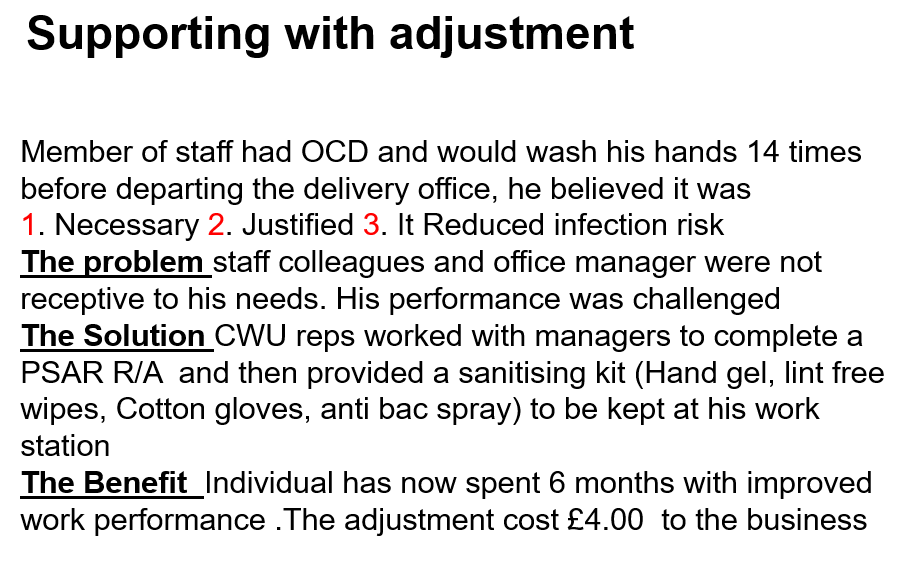 Supporting with adjustment
Member of staff had OCD and would wash his hands 14 times
before departing the delivery office, he believed it was
1. Necessary 2. Justified 3. It Reduced infection risk
The problem staff colleagues and office manager were not
receptive to his needs. His performance was challenged
The Solution CWU reps worked with managers to complete a
PSAR R/A  and then provided a sanitising kit (Hand gel, lint free
wipes, Cotton gloves, anti bac spray) to be kept at his work
station
The Benefit  Individual has now spent 6 months with improved
work performance .The adjustment cost £4.00  to the business